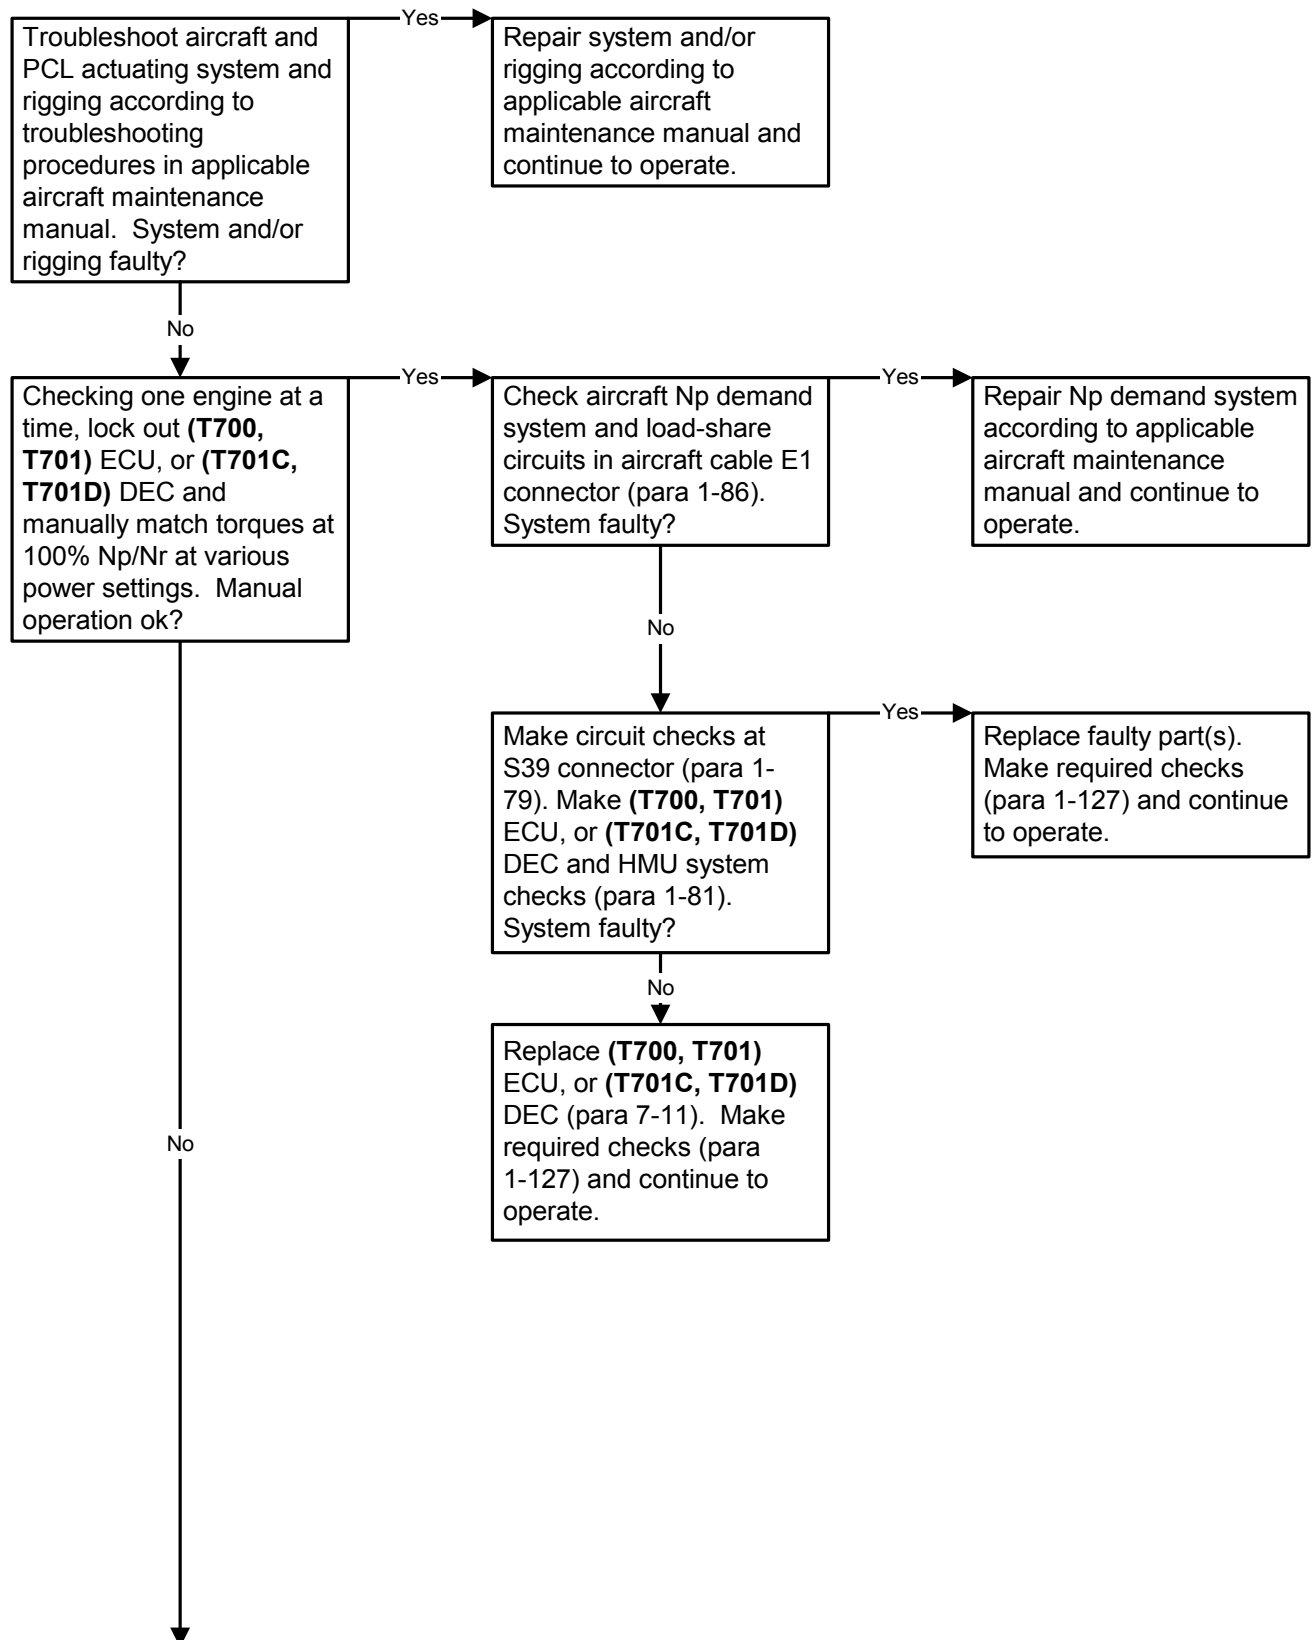 Yes
Troubleshoot aircraft and
PCL actuating system and
rigging according to
troubleshooting
procedures in applicable
aircraft maintenance
manual.  System and/or
rigging faulty?
Repair system and/or
rigging according to
applicable aircraft
maintenance manual and
continue to operate.
No
Yes
Yes
Checking one engine at a
time, lock out (T700,
T701) ECU, or (T701C,
T701D) DEC and
manually match torques at
100% Np/Nr at various
power settings.  Manual
operation ok?
Check aircraft Np demand
system and load-share
circuits in aircraft cable E1
connector (para 1-86).
System faulty?
Repair Np demand system
according to applicable
aircraft maintenance
manual and continue to
operate.
No
Yes
Make circuit checks at
S39 connector (para 1-
79). Make (T700, T701)
ECU, or (T701C, T701D)
DEC and HMU system
checks (para 1-81).
System faulty?
Replace faulty part(s).
Make required checks
(para 1-127) and continue
to operate.
No
Replace (T700, T701)
ECU, or (T701C, T701D)
DEC (para 7-11).  Make
required checks (para
1-127) and continue to
operate.
No